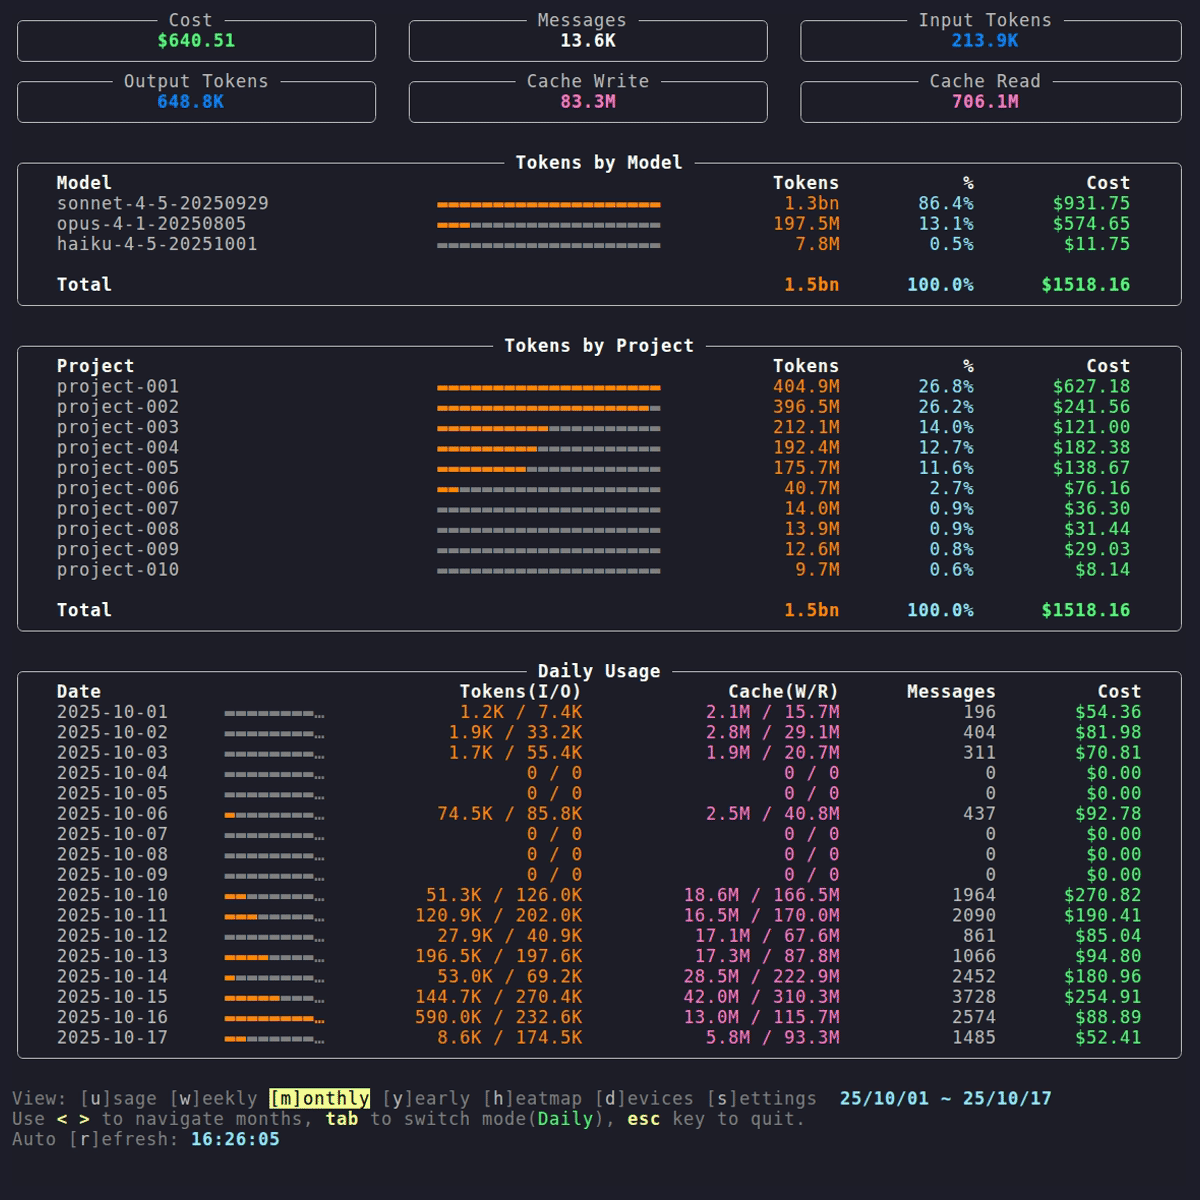 Cost Messages Input Tokens
$640.51 13.6K 213.9K
Output Tokens Cache Write Cache Read
648.8K 83.3M 706.1M
Tokens by Model
Model Tokens % Cost
sonnet-4-5-20250929 1.3bn 86.4% $931.75
opus-4-1-20250805 197.5M 13.1% $574.65
haiku-4-5-20251001 7.8M 0.5% $11.75
Total 1.5bn 100.0% $1518.16
Tokens by Project
Project Tokens % Cost
project-001 404.9M 26.8% $627.18
project-002 396.5M 26.2% $241.56
project-003 212.1M 14.0% $121.00
project-004 192.4M 12.7% $182.38
project-005 175.7M 11.6% $138.67
project-006 40.7M 2.7% $76.16
project-007 14.0M 0.9% $36.30
project-008 13.9M 0.9% $31.44
project-009 12.6M 0.8% $29.03
project-010 9.7M 0.6% $8.14
Total 1.5bn 100.0% $1518.16
Daily Usage
Date Tokens(I/O) Cache(W/R) Messages Cost
2025-10-01 … 1.2K / 7.4K 2.1M / 15.7M 196 $54.36
2025-10-02 … 1.9K / 33.2K 2.8M / 29.1M 404 $81.98
2025-10-03 … 1.7K / 55.4K 1.9M / 20.7M 311 $70.81
2025-10-04 … 0 / 0 0 / 0 0 $0.00
2025-10-05 … 0 / 0 0 / 0 0 $0.00
2025-10-06 … 74.5K / 85.8K 2.5M / 40.8M 437 $92.78
2025-10-07 … 0 / 0 0 / 0 0 $0.00
2025-10-08 … 0 / 0 0 / 0 0 $0.00
2025-10-09 … 0 / 0 0 / 0 0 $0.00
2025-10-10 … 51.3K / 126.0K 18.6M / 166.5M 1964 $270.82
2025-10-11 … 120.9K / 202.0K 16.5M / 170.0M 2090 $190.41
2025-10-12 … 27.9K / 40.9K 17.1M / 67.6M 861 $85.04
2025-10-13 … 196.5K / 197.6K 17.3M / 87.8M 1066 $94.80
2025-10-14 … 53.0K / 69.2K 28.5M / 222.9M 2452 $180.96
2025-10-15 … 144.7K / 270.4K 42.0M / 310.3M 3728 $254.91
2025-10-16 … 590.0K / 232.6K 13.0M / 115.7M 2574 $88.89
2025-10-17 … 8.6K / 174.5K 5.8M / 93.3M 1485 $52.41
View: [u]sage [w]eekly [m]onthly [y]early [h]eatmap [d]evices [s]ettings 25/10/01 ~ 25/10/17
Use < > to navigate months, tab to switch mode(Daily), esc key to quit.
Auto [r]efresh: 16:26:05